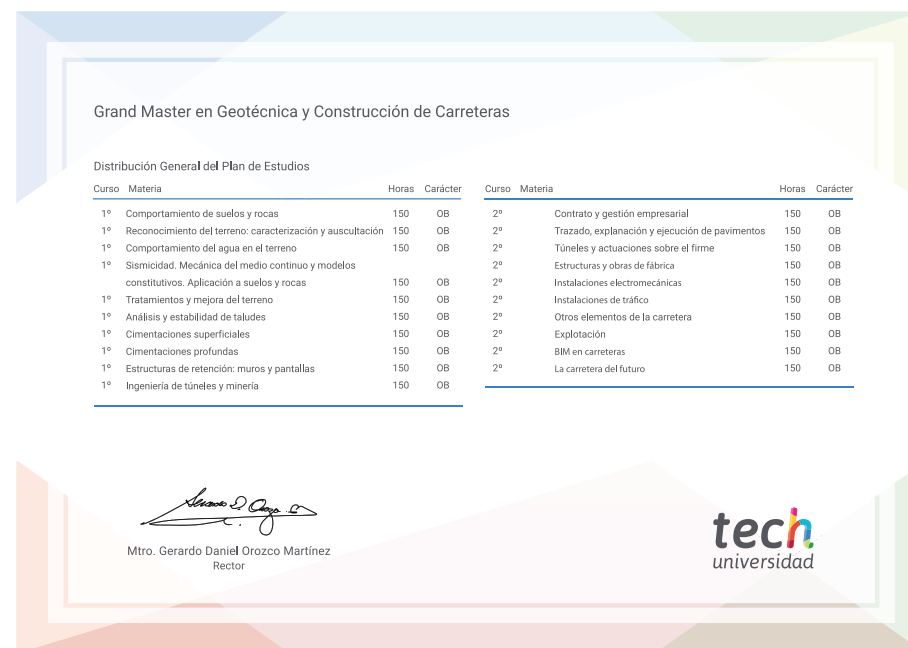 Grand Master en Geotécnica y Construcción de Carreteras
Distribución General del Plan de Estudios
Curso Materia Horas Carácter
1º Comportamiento de suelos y rocas 150 OB
1º Reconocimiento del terreno: caracterización y auscultación 150 OB
1º Comportamiento del agua en el terreno 150 OB
1º Sismicidad. Mecánica del medio continuo y modelos
constitutivos. Aplicación a suelos y rocas 150 OB
1º Tratamientos y mejora del terreno 150 OB
1º Análisis y estabilidad de taludes 150 OB
1º Cimentaciones superficiales 150 OB
1º Cimentaciones profundas 150 OB
1º Estructuras de retención: muros y pantallas 150 OB
1º Ingeniería de túneles y minería 150 OB
Curso Materia Horas Carácter
2º Contrato y gestión empresarial 150 OB
2º Trazado, explanación y ejecución de pavimentos 150 OB
2º Túneles y actuaciones sobre el firme 150 OB
2º Estructuras y obras de fábrica 150 OB
2º Instalaciones electromecánicas 150 OB
2º Instalaciones de tráfico 150 OB
2º Otros elementos de la carretera 150 OB
2º Explotación 150 OB
2º BIM en carreteras 150 OB
2º La carretera del futuro 150 OB
Mtro. Gerardo Daniel Orozco Martínez
Rector
tech
universidad